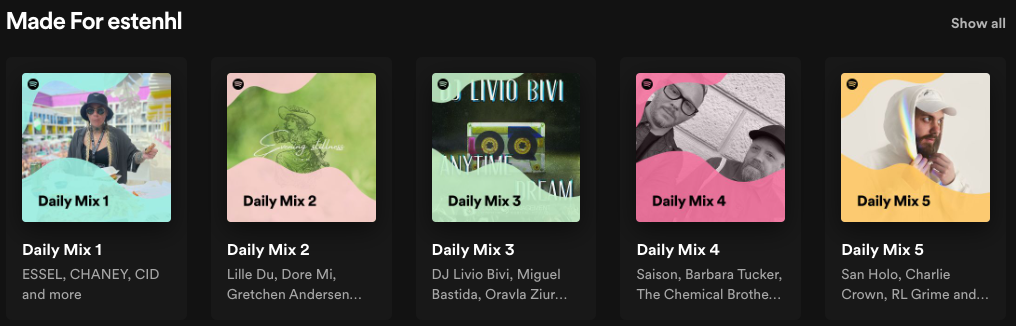 Made For estenhl
Show all
Daily Mix 1
Evening stillness
Daily Mix 2
DJ LIVIO BIVI
ANYTIME
DREAM
Daily Mix 3
Daily Mix 4
Daily Mix 5
Daily Mix 1
ESSEL, CHANEY, CID
and more
Daily Mix 2
Lille Du, Dore Mi,
Gretchen Andersen...
Daily Mix 3
DJ Livio Bivi, Miguel
Bastida, Oravla Ziur...
Daily Mix 4
Saison, Barbara Tucker,
The Chemical Brothe...
Daily Mix 5
San Holo, Charlie
Crown, RL Grime and...